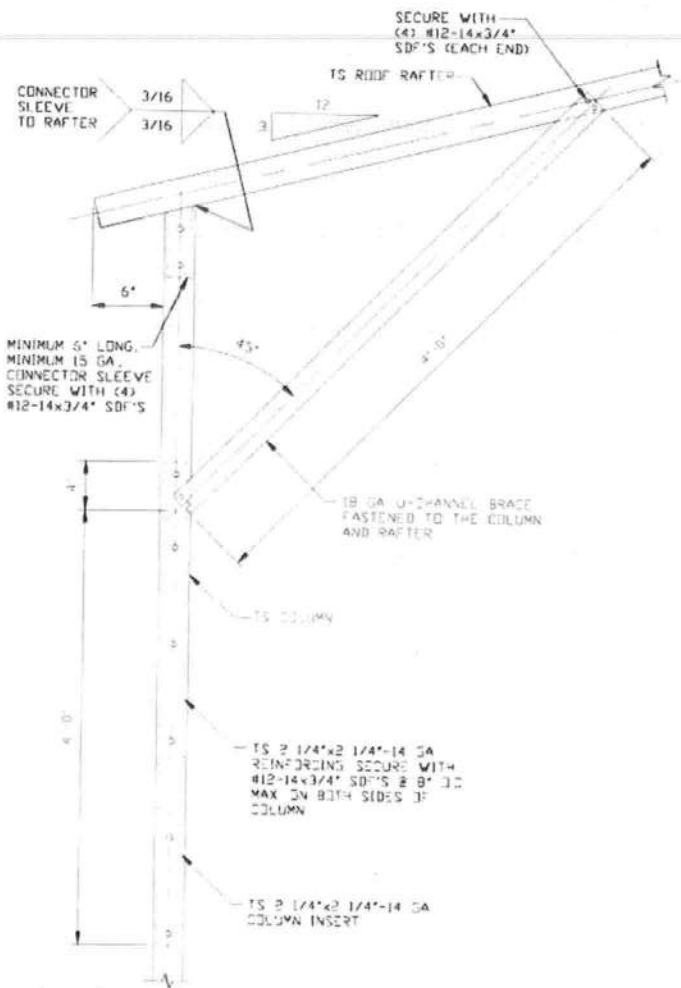 SECURE WITH
(4) #12-14x3/4"
SDF'S (EACH END)
TS ROOF RAFTER
CONNECTOR
SLEEVE
TO RAFTER
3/16
3/16
12
3
6"
MINIMUM 6" LONG,
MINIMUM 15 GA,
CONNECTOR SLEEVE
SECURE WITH (4)
#12-14x3/4" SDF'S
45°
4'-0"
4"
18 GA U-CHANNEL BRACE
FASTENED TO THE COLUMN
AND RAFTER
TS COLUMN
4'-0"
TS 2 1/4"x2 1/4"-14 GA
REINFORCING SECURE WITH
#12-14x3/4" SDF'S @ 8" OC
MAX ON BOTH SIDES OF
COLUMN
TS 2 1/4"x2 1/4"-14 GA
COLUMN INSERT